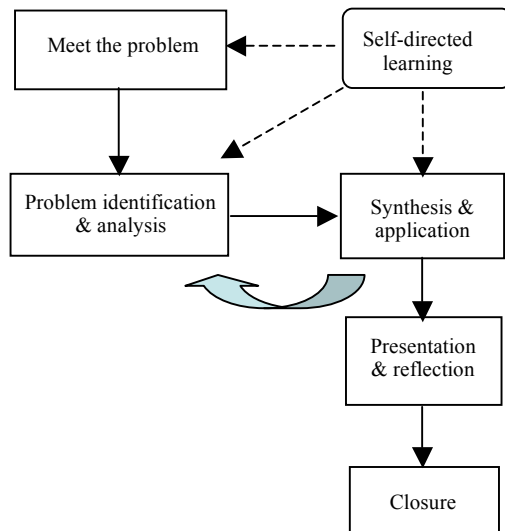 Meet the problem
Self-directed
learning
Problem identification
& analysis
Synthesis &
application
Presentation
& reflection
Closure